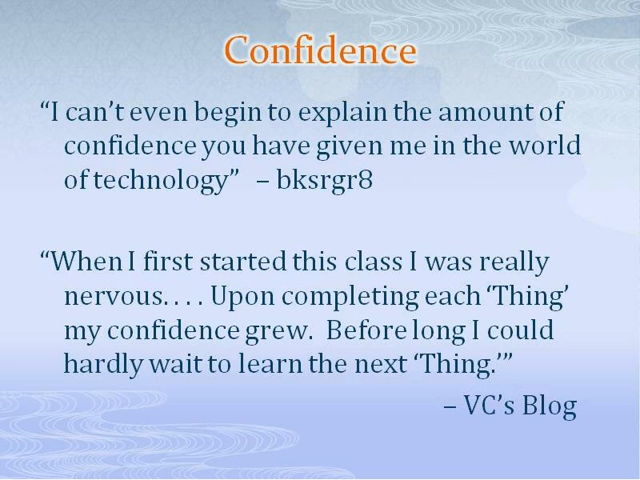 Confidence
“I can’t even begin to explain the amount of
confidence you have given me in the world
of technology” – bksrgr8
“When I first started this class I was really
nervous. . . . Upon completing each ‘Thing’
my confidence grew. Before long I could
hardly wait to learn the next ‘Thing.’”
– VC’s Blog